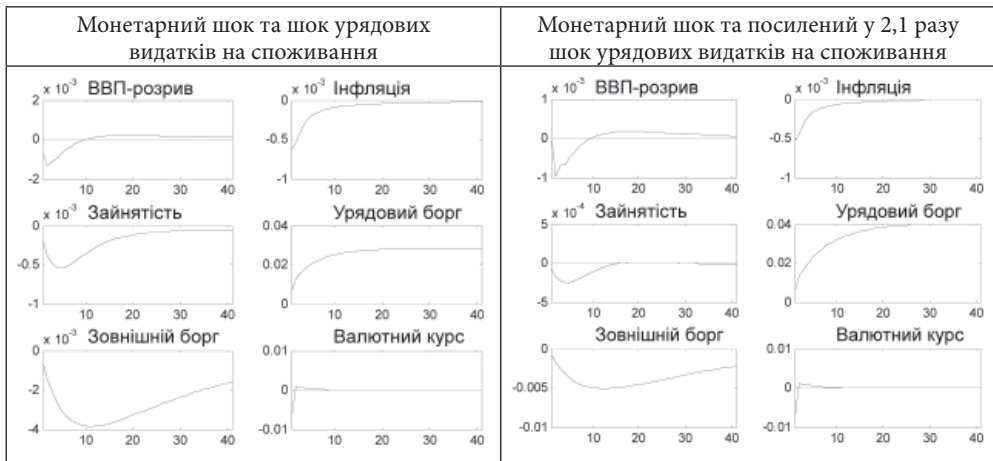 Монетарний шок та шок урядових
видатків на споживання
Монетарний шок та посилений у 2,1 разу
шок урядових видатків на споживання
x 10⁻³ ВВП-розрив
2
0
-2
10 20 30 40
x 10⁻³ Інфляція
0
-0.5
-1
10 20 30 40
x 10⁻³ Зайнятість
0
-0.5
-1
10 20 30 40
Урядовий борг
0.04
0.02
0
10 20 30 40
x 10⁻³ Зовнішній борг
0
-2
-4
10 20 30 40
Валютний курс
0.01
0
-0.01
10 20 30 40
x 10⁻³ ВВП-розрив
1
0
-1
10 20 30 40
x 10⁻³ Інфляція
0
-0.5
-1
10 20 30 40
x 10⁻⁴ Зайнятість
5
0
-5
10 20 30 40
Урядовий борг
0.04
0.02
0
10 20 30 40
Зовнішній борг
0
-0.005
-0.01
10 20 30 40
Валютний курс
0.01
0
-0.01
10 20 30 40